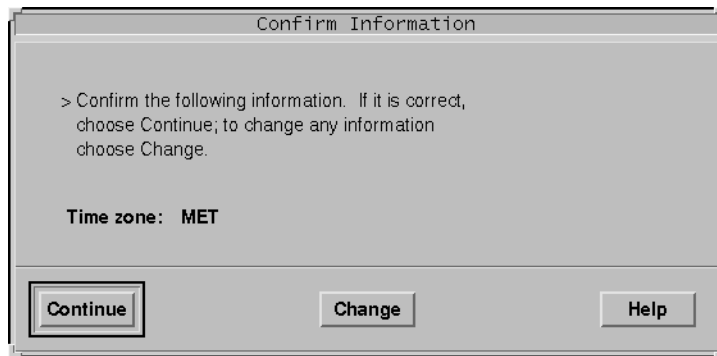 Confirm Information
> Confirm the following information. If it is correct,
choose Continue; to change any information
choose Change.
Time zone: MET
Continue Change Help